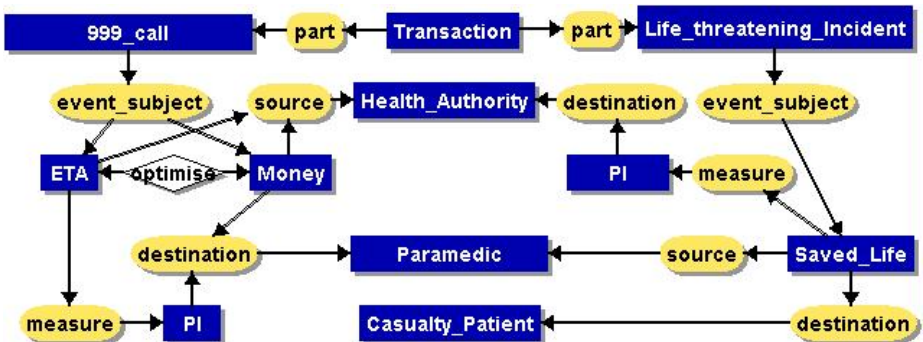 999_call
part
Transaction
part
Life_threatening_Incident
event_subject
source
Health_Authority
destination
event_subject
ETA
optimise
Money
PI
measure
destination
Paramedic
source
Saved_Life
measure
PI
Casualty_Patient
destination